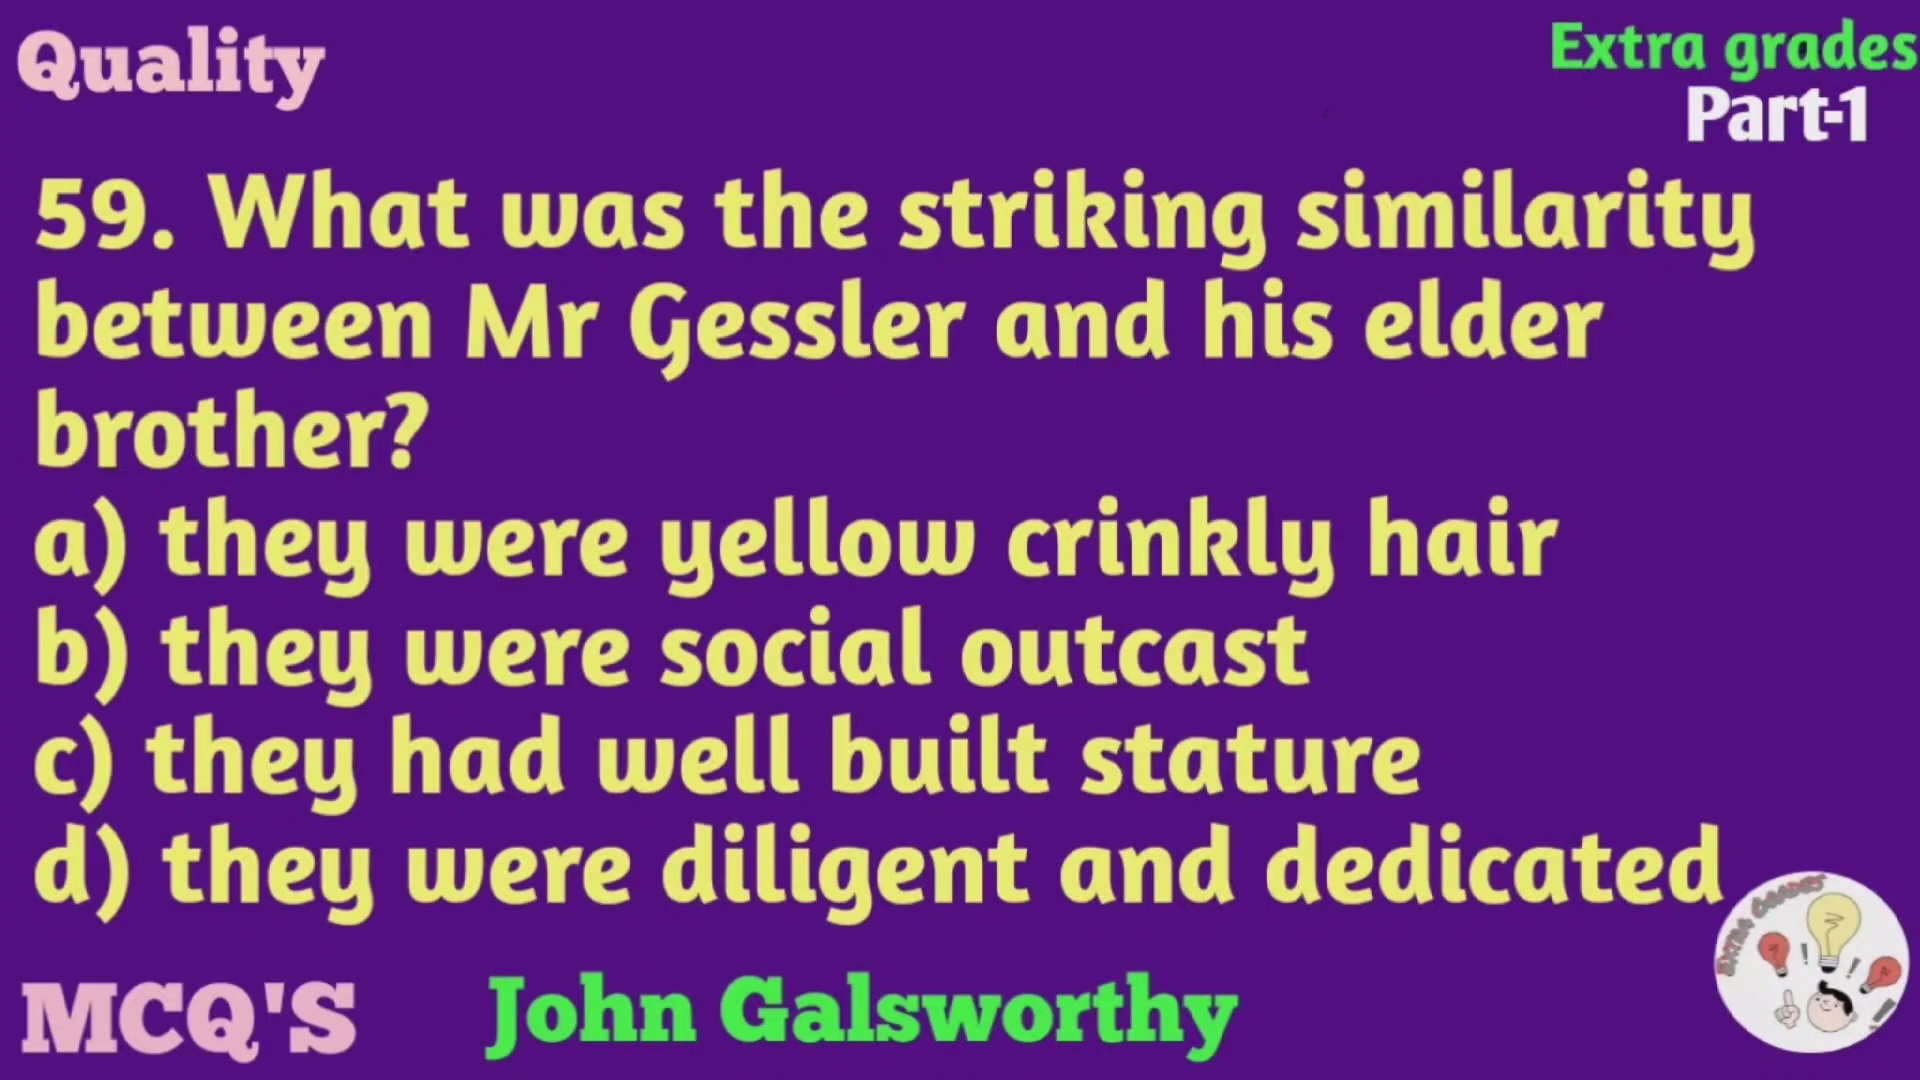 Quality
Extra grades
Part-1
59. What was the striking similarity
between Mr Gessler and his elder
brother?
a) they were yellow crinkly hair
b) they were social outcast
c) they had well built stature
d) they were diligent and dedicated
EXTRA GRADES
MCQ'S
John Galsworthy